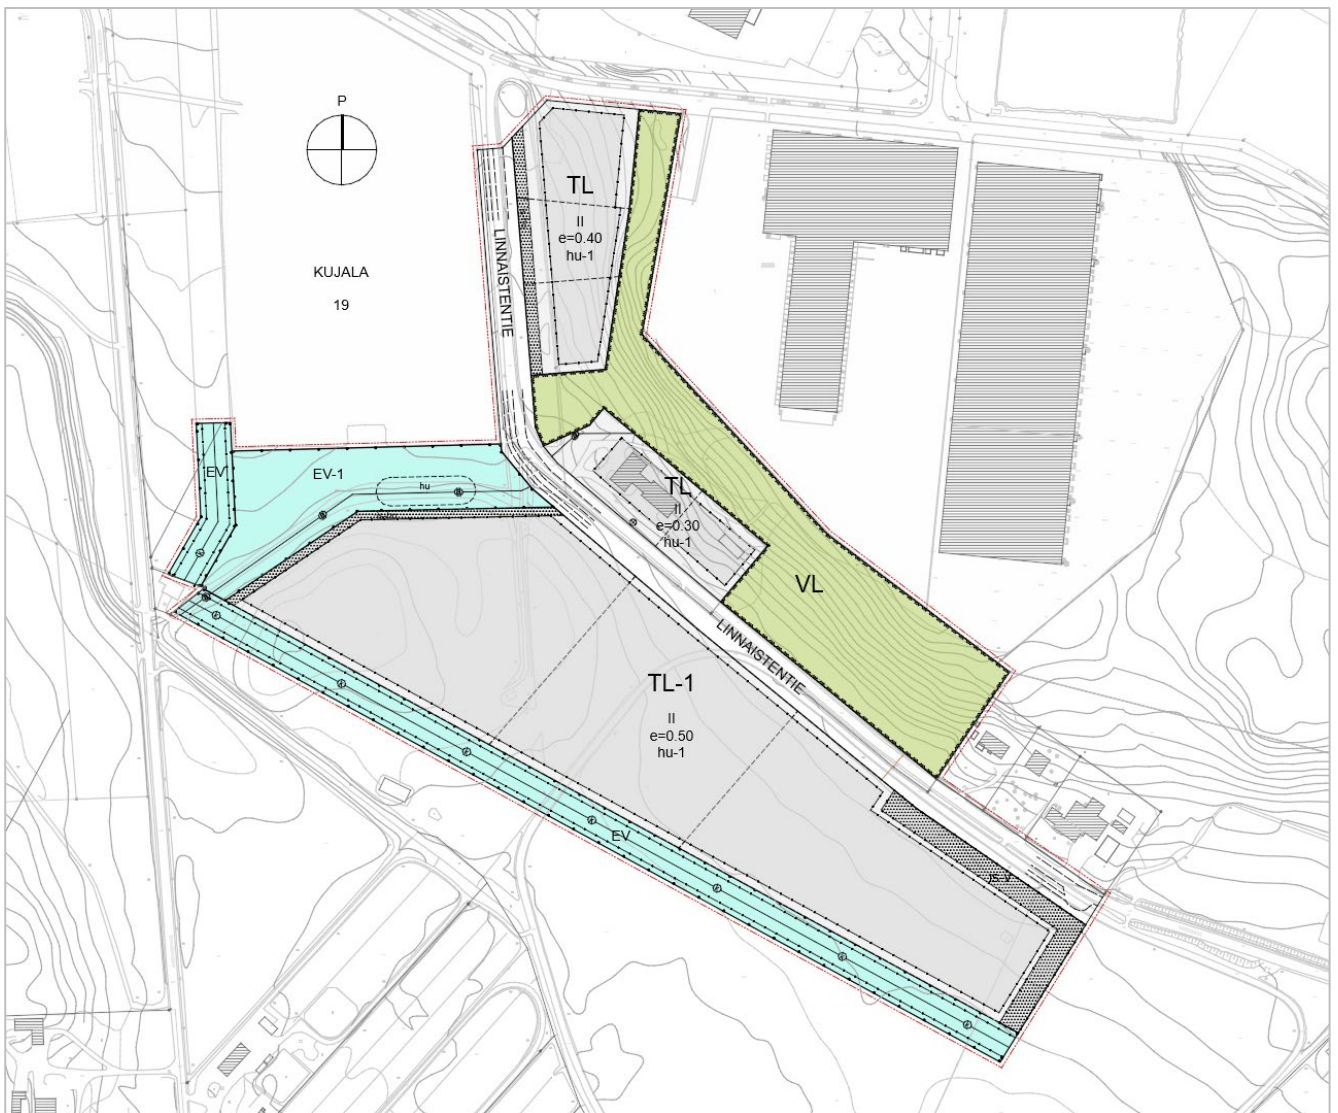 P
KUJALA
19
LINNAISTENTIE
TL
II
e=0.40
hu-1
EV
EV-1
hu
TL
II
e=0.30
hu-1
VL
LINNAISTENTIE
TL-1
II
e=0.50
hu-1
EV